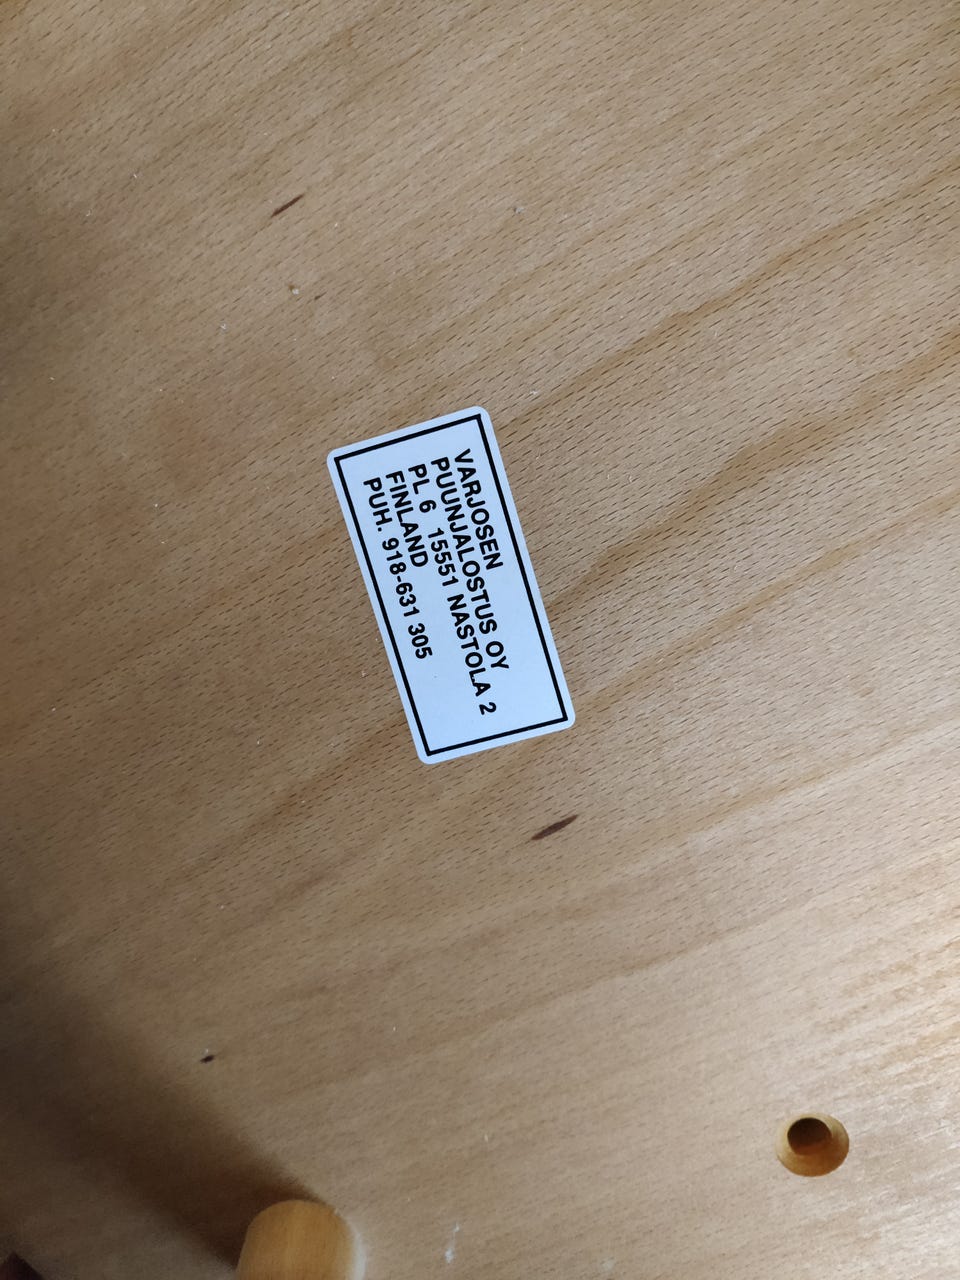 VARJOSEN
PUUNJALOSTUS OY
PL 6 15551 NASTOLA 2
FINLAND
PUH. 918-631 305